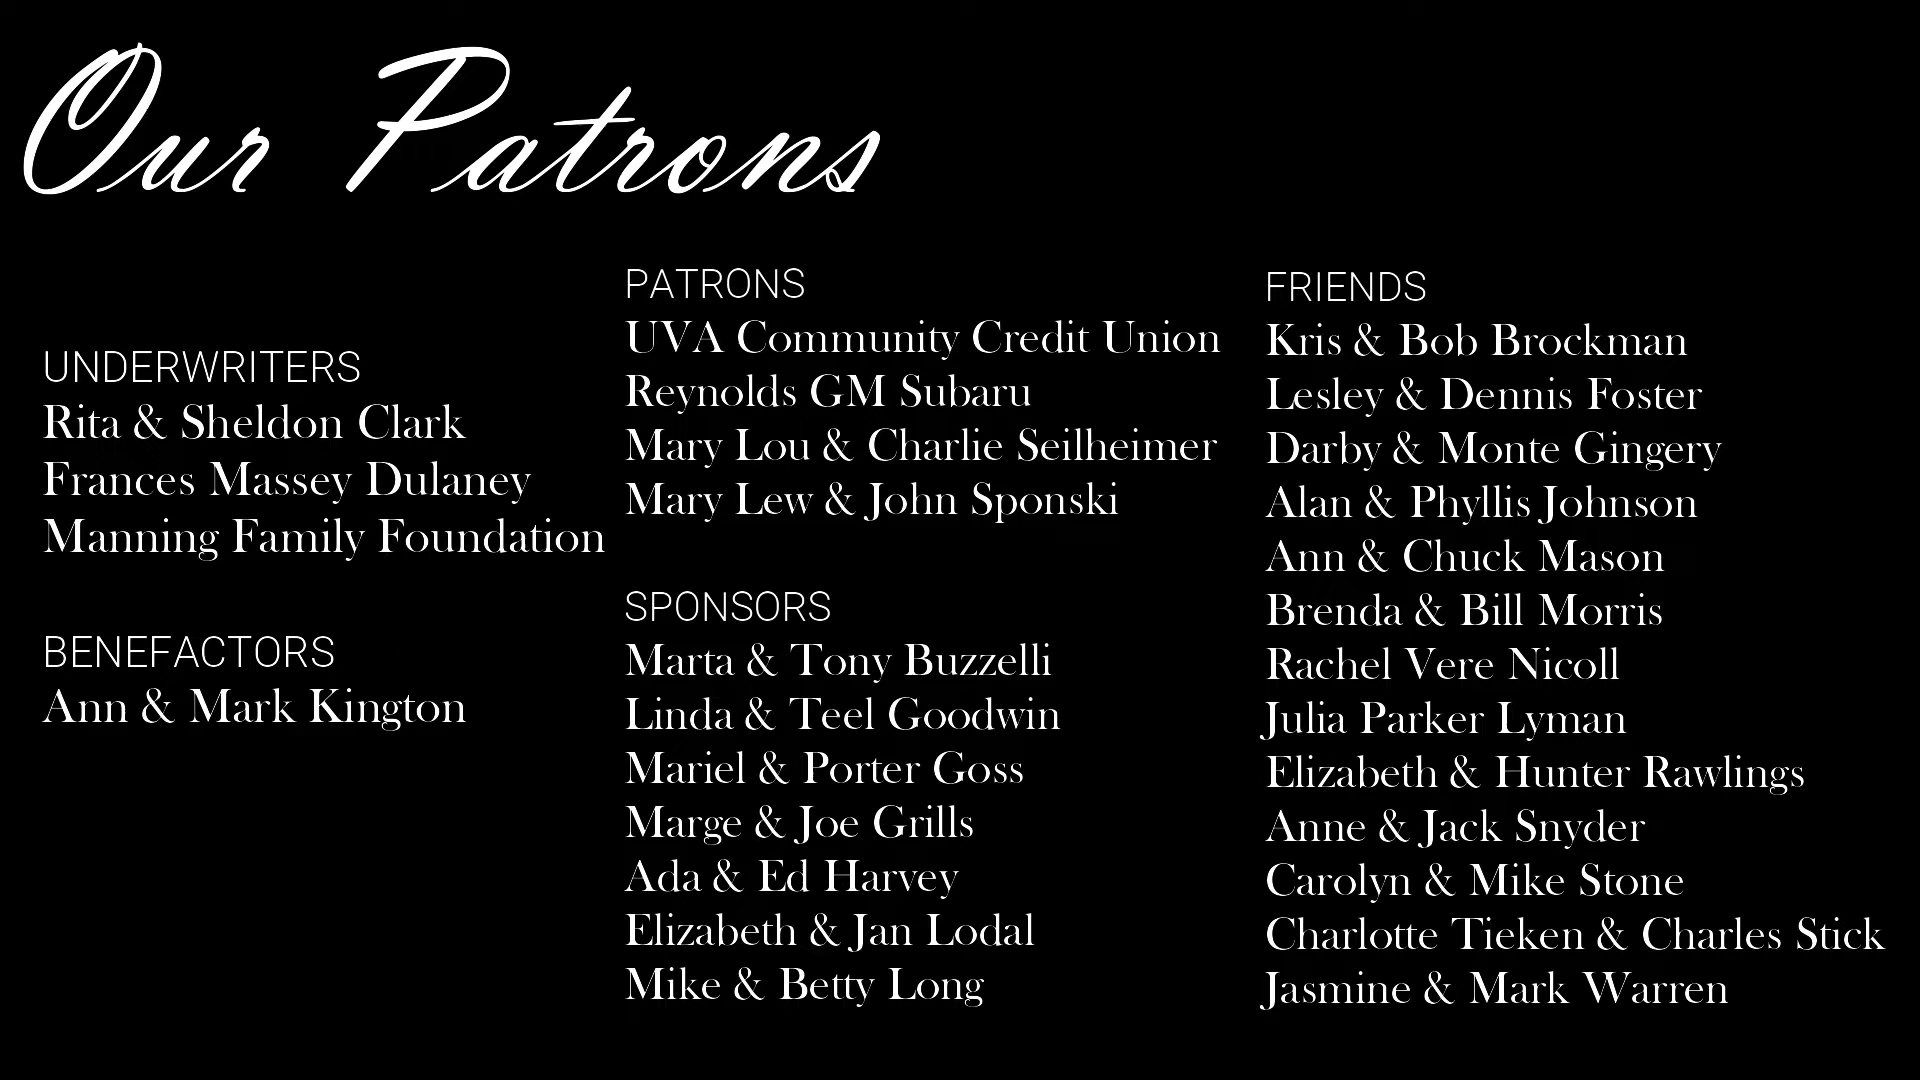 Our Patrons
UNDERWRITERS
Rita & Sheldon Clark
Frances Massey Dulaney
Manning Family Foundation
BENEFACTORS
Ann & Mark Kington
PATRONS
UVA Community Credit Union
Reynolds GM Subaru
Mary Lou & Charlie Seilheimer
Mary Lew & John Sponski
SPONSORS
Marta & Tony Buzzelli
Linda & Teel Goodwin
Mariel & Porter Goss
Marge & Joe Grills
Ada & Ed Harvey
Elizabeth & Jan Lodal
Mike & Betty Long
FRIENDS
Kris & Bob Brockman
Lesley & Dennis Foster
Darby & Monte Gingery
Alan & Phyllis Johnson
Ann & Chuck Mason
Brenda & Bill Morris
Rachel Vere Nicoll
Julia Parker Lyman
Elizabeth & Hunter Rawlings
Anne & Jack Snyder
Carolyn & Mike Stone
Charlotte Tieken & Charles Stick
Jasmine & Mark Warren